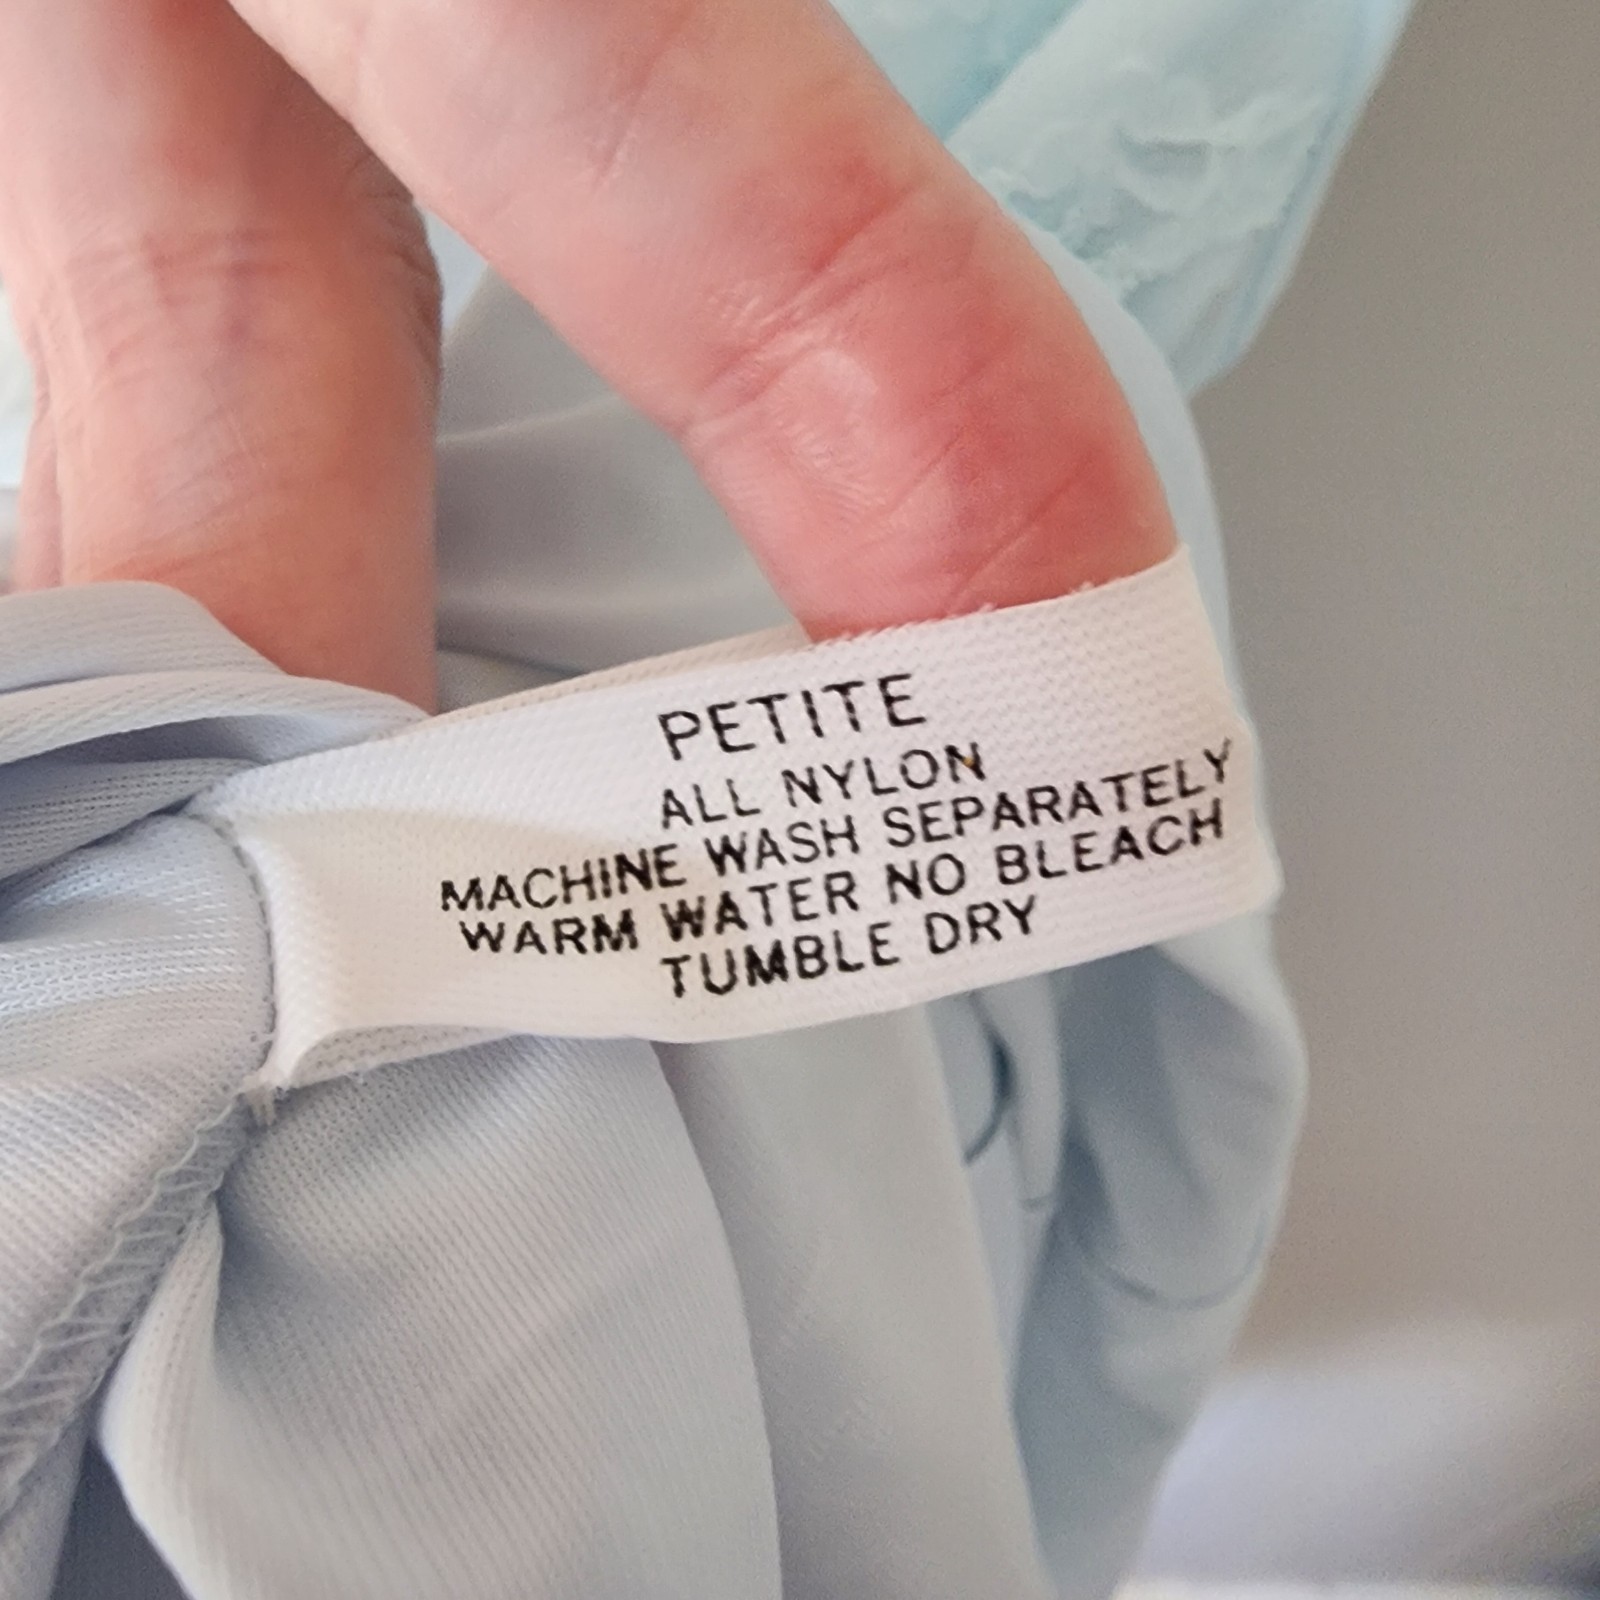 PETITE
ALL NYLON
MACHINE WASH SEPARATELY
WARM WATER NO BLEACH
TUMBLE DRY